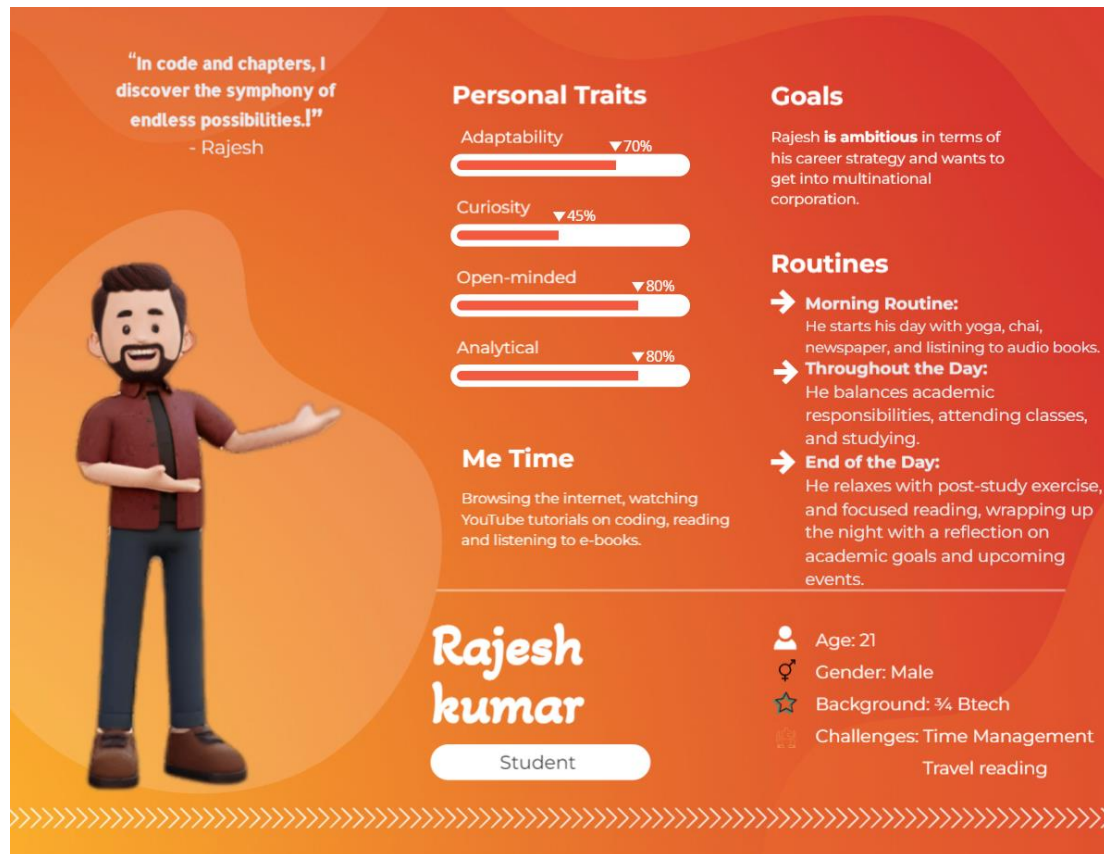 “In code and chapters, I
discover the symphony of
endless possibilities.!”
- Rajesh
Personal Traits
Adaptability
▼70%
Curiosity
▼45%
Open-minded
▼80%
Analytical
▼80%
Me Time
Browsing the internet, watching
YouTube tutorials on coding, reading
and listening to e-books.
Goals
Rajesh is ambitious in terms of
his career strategy and wants to
get into multinational
corporation.
Routines
Morning Routine:
He starts his day with yoga, chai,
newspaper, and listining to audio books.
Throughout the Day:
He balances academic
responsibilities, attending classes,
and studying.
End of the Day:
He relaxes with post-study exercise,
and focused reading, wrapping up
the night with a reflection on
academic goals and upcoming
events.
Rajesh
kumar
Student
Age: 21
Gender: Male
Background: ¾ Btech
Challenges: Time Management
Travel reading